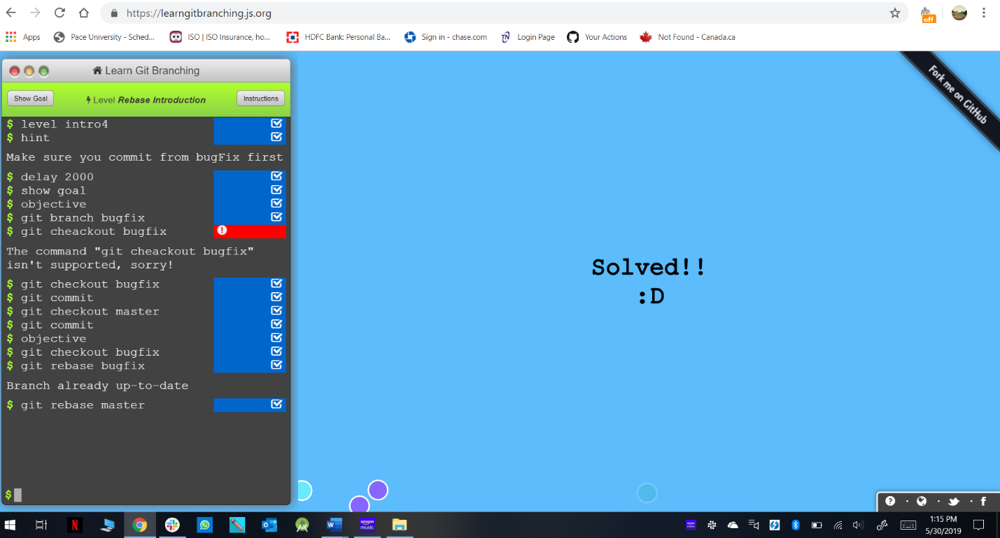 https://learngitbranching.js.org
off
Apps
Pace University - Sched...
ISO | ISO Insurance, ho...
HDFC Bank: Personal Ba...
Sign in - chase.com
Login Page
Your Actions
Not Found - Canada.ca
Learn Git Branching
Show Goal
Level Rebase Introduction
Instructions
$ level intro4
$ hint
Make sure you commit from bugFix first
$ delay 2000
$ show goal
$ objective
$ git branch bugfix
$ git cheackout bugfix
The command "git cheackout bugfix"
isn't supported, sorry!
$ git checkout bugfix
$ git commit
$ git checkout master
$ git commit
$ objective
$ git checkout bugfix
$ git rebase bugfix
Branch already up-to-date
$ git rebase master
$
Solved!!
:D
Fork me on GitHub
1:15 PM
5/30/2019